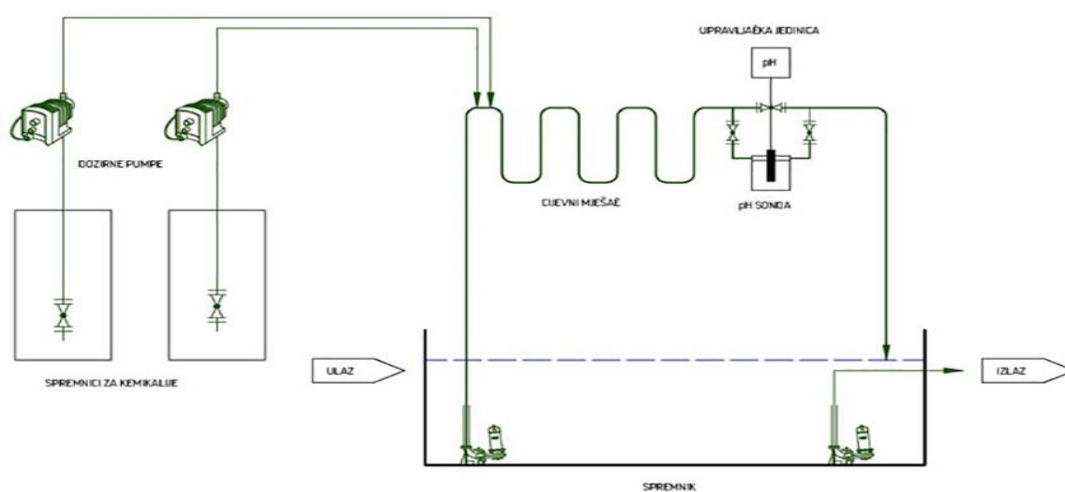 UPRAVLJAČKA JEDINICA
pH
DOZIRNE PUMPE
CIJEVNI MJEŠAČ
pH SONDA
SPREMNICI ZA KEMIKALIJE
ULAZ
IZLAZ
SPREMNIK